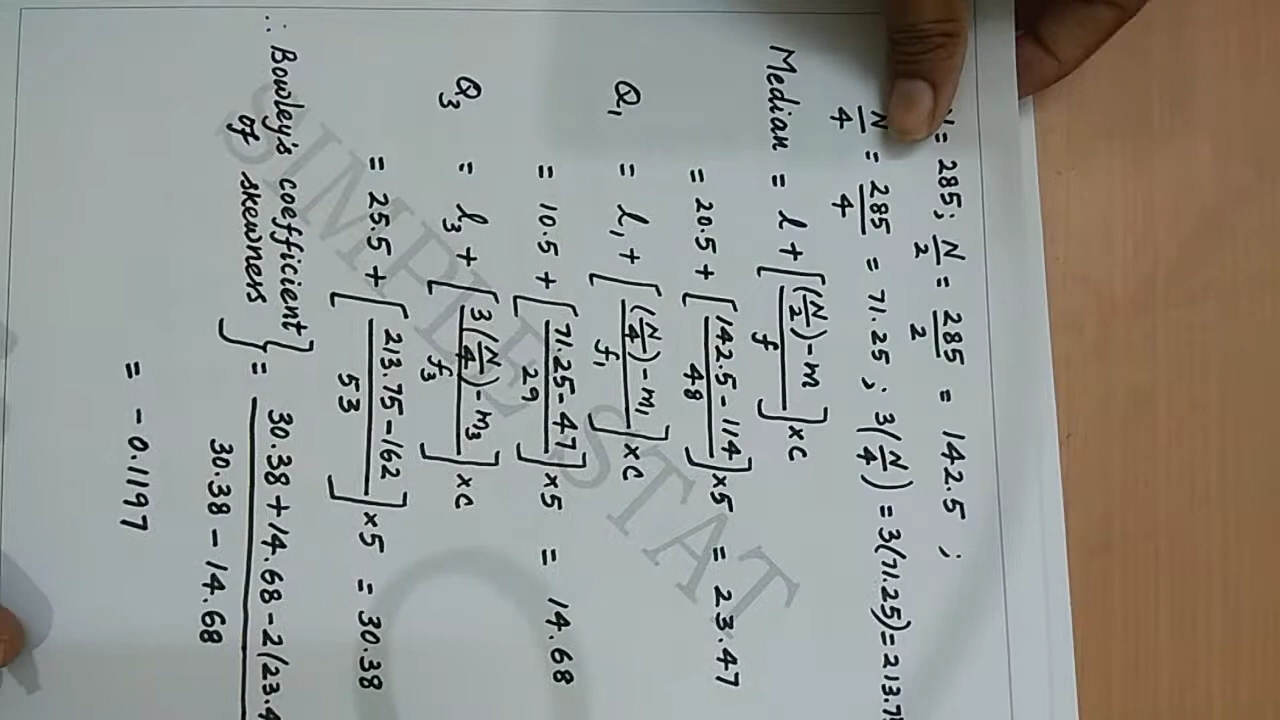 = 285; N/2 = 285/2 = 142.5 ;
N/4 = 285/4 = 71.25 ; 3(N/4) = 3(71.25) = 213.7
Median = l + [((N/2) - m)/f] × c
= 20.5 + [(142.5 - 114)/48] × 5 = 23.47
Q₁ = l₁ + [((N/4) - m₁)/f₁] × c
= 10.5 + [(71.25 - 47)/29] × 5 = 14.68
Q₃ = l₃ + [(3(N/4) - m₃)/f₃] × c
= 25.5 + [(213.75 - 162)/53] × 5 = 30.38
∴ Bowley's coefficient of skewness } = (30.38 + 14.68 - 2(23.4)/(30.38 - 14.68)
= - 0.1197
SIMPLE STAT